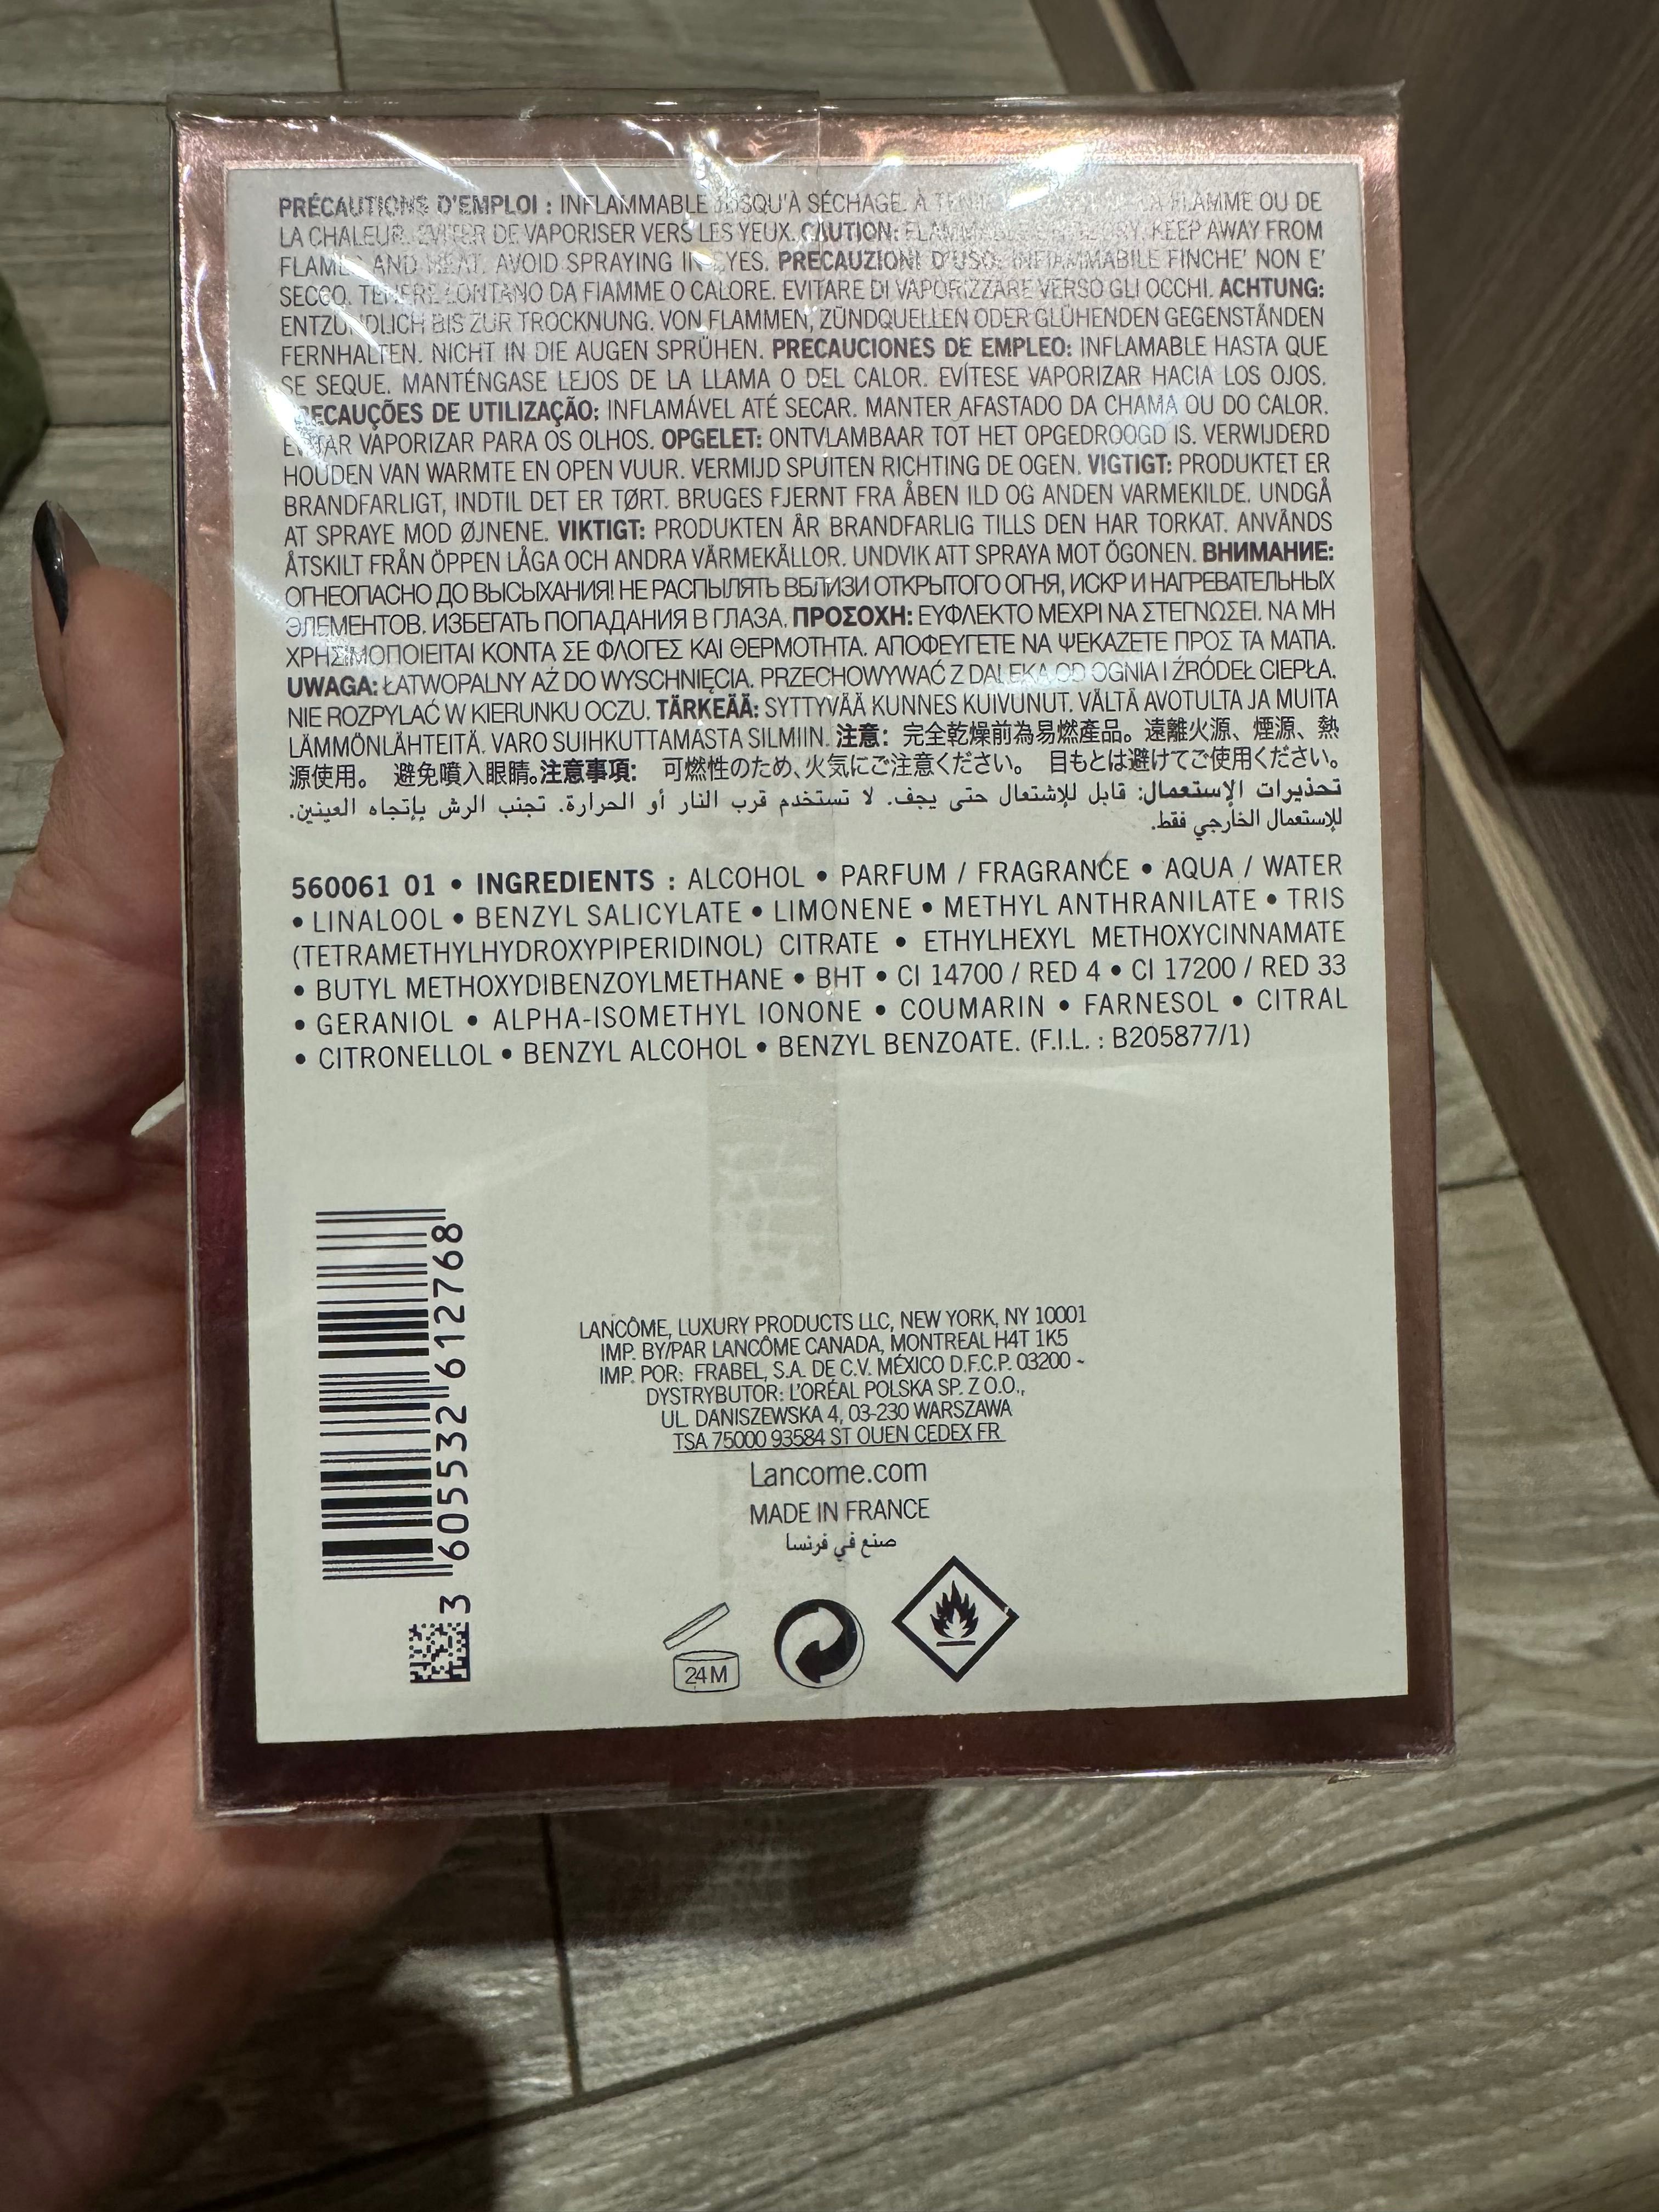 PRÉCAUTIONS D'EMPLOI : INFLAMMABLE JUSQU'À SÉCHAGE. À LA FLAMME OU DE
LA CHALEUR. ÉVITER DE VAPORISER VERS LES YEUX. CAUTION: KEEP AWAY FROM
FLAMES AND HEAT. AVOID SPRAYING IN EYES. PRECAUZIONI D'USO: INFIAMMABILE FINCHE' NON E'
SECCO. TENERE LONTANO DA FIAMME O CALORE. EVITARE DI VAPORIZZARE VERSO GLI OCCHI. ACHTUNG:
ENTZÜNDLICH BIS ZUR TROCKNUNG. VON FLAMMEN, ZÜNDQUELLEN ODER GLÜHENDEN GEGENSTÄNDEN
FERNHALTEN. NICHT IN DIE AUGEN SPRÜHEN. PRECAUCIONES DE EMPLEO: INFLAMABLE HASTA QUE
SE SEQUE. MANTÉNGASE LEJOS DE LA LLAMA O DEL CALOR. EVÍTESE VAPORIZAR HACIA LOS OJOS.
PRECAUÇÕES DE UTILIZAÇÃO: INFLAMÁVEL ATÉ SECAR. MANTER AFASTADO DA CHAMA OU DO CALOR.
EVITAR VAPORIZAR PARA OS OLHOS. OPGELET: ONTVLAMBAAR TOT HET OPGEDROOGD IS. VERWIJDERD
HOUDEN VAN WARMTE EN OPEN VUUR. VERMIJD SPUITEN RICHTING DE OGEN. VIGTIGT: PRODUKTET ER
BRANDFARLIGT, INDTIL DET ER TØRT. BRUGES FJERNT FRA ÅBEN ILD OG ANDEN VARMEKILDE. UNDGÅ
AT SPRAYE MOD ØJNENE. VIKTIGT: PRODUKTEN ÄR BRANDFARLIG TILLS DEN HAR TORKAT. ANVÄNDS
ÅTSKILT FRÅN ÖPPEN LÅGA OCH ANDRA VÄRMEKÄLLOR. UNDVIK ATT SPRAYA MOT ÖGONEN. ВНИМАНИЕ:
ОГНЕОПАСНО ДО ВЫСЫХАНИЯ! НЕ РАСПЫЛЯТЬ ВБЛИЗИ ОТКРЫТОГО ОГНЯ, ИСКР И НАГРЕВАТЕЛЬНЫХ
ЭЛЕМЕНТОВ. ИЗБЕГАТЬ ПОПАДАНИЯ В ГЛАЗА. ΠΡΟΣΟΧΗ: ΕΥΦΛΕΚΤΟ ΜΕΧΡΙ ΝΑ ΣΤΕΓΝΩΣΕΙ. ΝΑ ΜΗ
ΧΡΗΣΙΜΟΠΟΙΕΙΤΑΙ ΚΟΝΤΑ ΣΕ ΦΛΟΓΕΣ ΚΑΙ ΘΕΡΜΟΤΗΤΑ. ΑΠΟΦΕΥΓΕΤΕ ΝΑ ΨΕΚΑΖΕΤΕ ΠΡΟΣ ΤΑ ΜΑΤΙΑ.
UWAGA: ŁATWOPALNY AŻ DO WYSCHNIĘCIA. PRZECHOWYWAĆ Z DALEKA OD OGNIA I ŹRÓDEŁ CIEPŁA.
NIE ROZPYLAĆ W KIERUNKU OCZU. TÄRKEÄÄ: SYTTYVÄÄ KUNNES KUIVUNUT. VÄLTÄ AVOTULTA JA MUITA
LÄMMÖNLÄHTEITÄ. VARO SUIHKUTTAMASTA SILMIIN. 注意： 完全乾燥前為易燃產品。遠離火源、煙源、熱
源使用。 避免噴入眼睛。注意事項： 可燃性のため、火気にご注意ください。 目もとは避けてご使用ください。
تحذيرات الإستعمال: قابل للإشتعال حتى يجف. لا تستخدم قرب النار أو الحرارة. تجنب الرش بإتجاه العينين.
للإستعمال الخارجي فقط.
560061 01 • INGREDIENTS : ALCOHOL • PARFUM / FRAGRANCE • AQUA / WATER
• LINALOOL • BENZYL SALICYLATE • LIMONENE • METHYL ANTHRANILATE • TRIS
(TETRAMETHYLHYDROXYPIPERIDINOL) CITRATE • ETHYLHEXYL METHOXYCINNAMATE
• BUTYL METHOXYDIBENZOYLMETHANE • BHT • CI 14700 / RED 4 • CI 17200 / RED 33
• GERANIOL • ALPHA-ISOMETHYL IONONE • COUMARIN • FARNESOL • CITRAL
• CITRONELLOL • BENZYL ALCOHOL • BENZYL BENZOATE. (F.I.L. : B205877/1)
3 605532 612768
LANCÔME, LUXURY PRODUCTS LLC, NEW YORK, NY 10001
IMP. BY/PAR LANCÔME CANADA, MONTREAL H4T 1K5
IMP. POR: FRABEL, S.A. DE C.V. MÉXICO D.F.C.P. 03200 -
DYSTRYBUTOR: L'ORÉAL POLSKA SP. Z O.O.,
UL. DANISZEWSKA 4, 03-230 WARSZAWA
TSA 75000 93584 ST OUEN CEDEX FR
Lancome.com
MADE IN FRANCE
صنع في فرنسا
24M